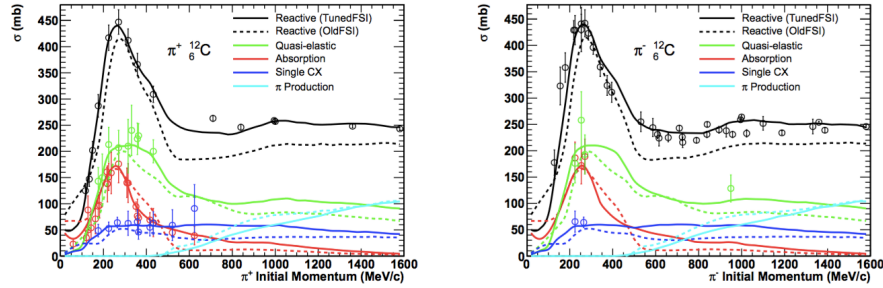 σ (mb)
450
400
350
300
250
200
150
100
50
0
0 200 400 600 800 1000 1200 1400 1600
π+ Initial Momentum (MeV/c)
π+ 12 6 C
Reactive (TunedFSI)
Reactive (OldFSI)
Quasi-elastic
Absorption
Single CX
π Production
σ (mb)
450
400
350
300
250
200
150
100
50
0
0 200 400 600 800 1000 1200 1400 1600
π- Initial Momentum (MeV/c)
π- 12 6 C
Reactive (TunedFSI)
Reactive (OldFSI)
Quasi-elastic
Absorption
Single CX
π Production